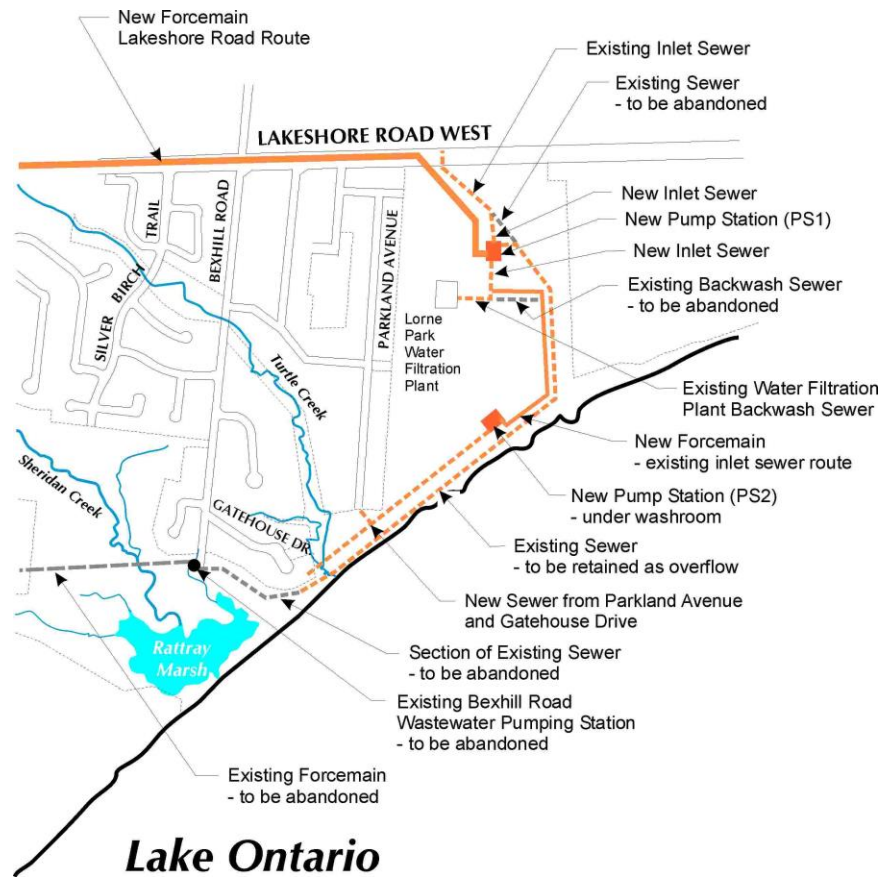 New Forcemain
Lakeshore Road Route
Existing Inlet Sewer
Existing Sewer
- to be abandoned
LAKESHORE ROAD WEST
New Inlet Sewer
New Pump Station (PS1)
New Inlet Sewer
Existing Backwash Sewer
- to be abandoned
SILVER BIRCH TRAIL
BEXHILL ROAD
PARKLAND AVENUE
Lorne
Park
Water
Filtration
Plant
Turtle Creek
Existing Water Filtration
Plant Backwash Sewer
New Forcemain
- existing inlet sewer route
Sheridan Creek
GATEHOUSE DR.
New Pump Station (PS2)
- under washroom
Existing Sewer
- to be retained as overflow
New Sewer from Parkland Avenue
and Gatehouse Drive
Rattray
Marsh
Section of Existing Sewer
- to be abandoned
Existing Bexhill Road
Wastewater Pumping Station
- to be abandoned
Existing Forcemain
- to be abandoned
Lake Ontario